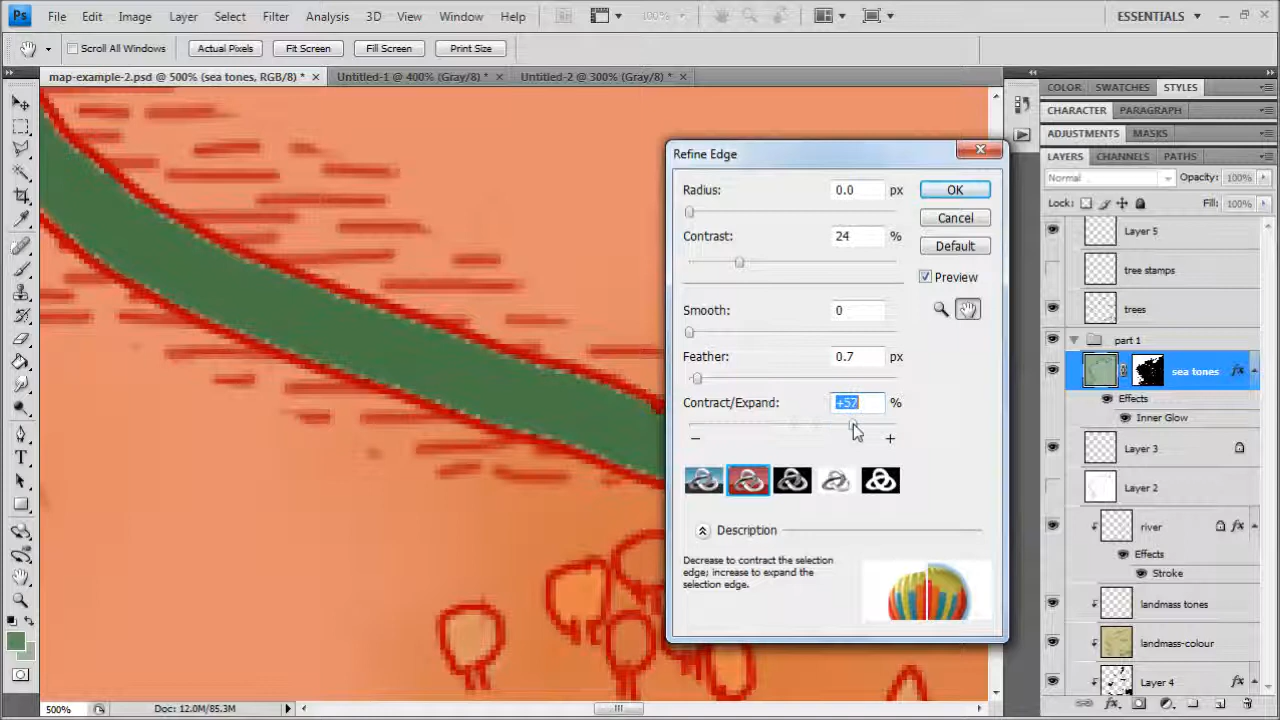 Ps File Edit Image Layer Select Filter Analysis 3D View Window Help 100% ESSENTIALS
Scroll All Windows Actual Pixels Fit Screen Fill Screen Print Size
map-example-2.psd @ 500% (sea tones, RGB/8) * Untitled-1 @ 400% (Gray/8) * Untitled-2 @ 300% (Gray/8) *
COLOR SWATCHES STYLES
CHARACTER PARAGRAPH
ADJUSTMENTS MASKS
LAYERS CHANNELS PATHS
Normal Opacity: 100%
Lock: Fill: 100%
Layer 5
tree stamps
trees
part 1
sea tones fx
Effects
Inner Glow
Layer 3
Layer 2
river fx
Effects
Stroke
landmass tones
landmass-colour
Layer 4 fx
Refine Edge
Radius: 0.0 px OK
Cancel
Contrast: 24 %
Default
Preview
Smooth: 0
Feather: 0.7 px
Contract/Expand: +57 %
− +
Description
Decrease to contract the selection
edge; increase to expand the
selection edge.
T
500% Doc: 12.0M/85.3M
fx